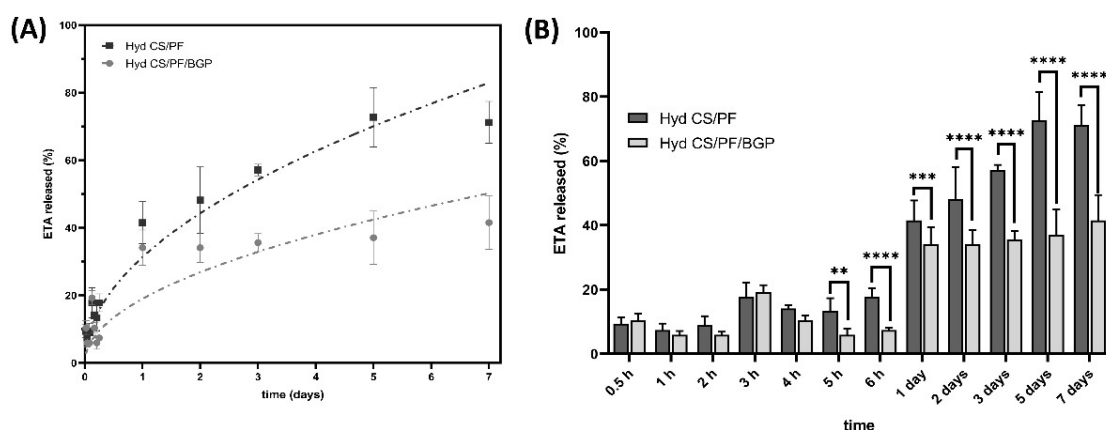 (A)
100
80
60
40
20
0
ETA released (%)
Hyd CS/PF
Hyd CS/PF/BGP
0 1 2 3 4 5 6 7
time (days)
(B)
100
80
60
40
20
0
ETA released (%)
Hyd CS/PF
Hyd CS/PF/BGP
** **** *** **** **** **** ****
0.5 h 1 h 2 h 3 h 4 h 5 h 6 h 1 day 2 days 3 days 5 days 7 days
time